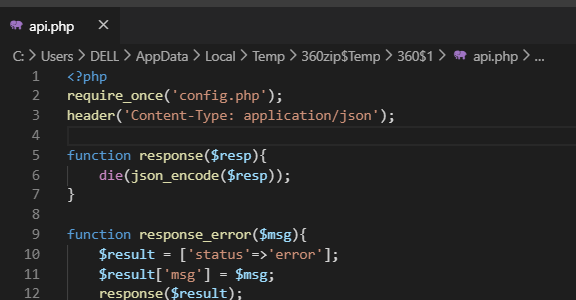 api.php ×
C: > Users > DELL > AppData > Local > Temp > 360zip$Temp > 360$1 > api.php > ...
1 <?php
2 require_once('config.php');
3 header('Content-Type: application/json');
4
5 function response($resp){
6     die(json_encode($resp));
7 }
8
9 function response_error($msg){
10     $result = ['status'=>'error'];
11     $result['msg'] = $msg;
12     response($result);